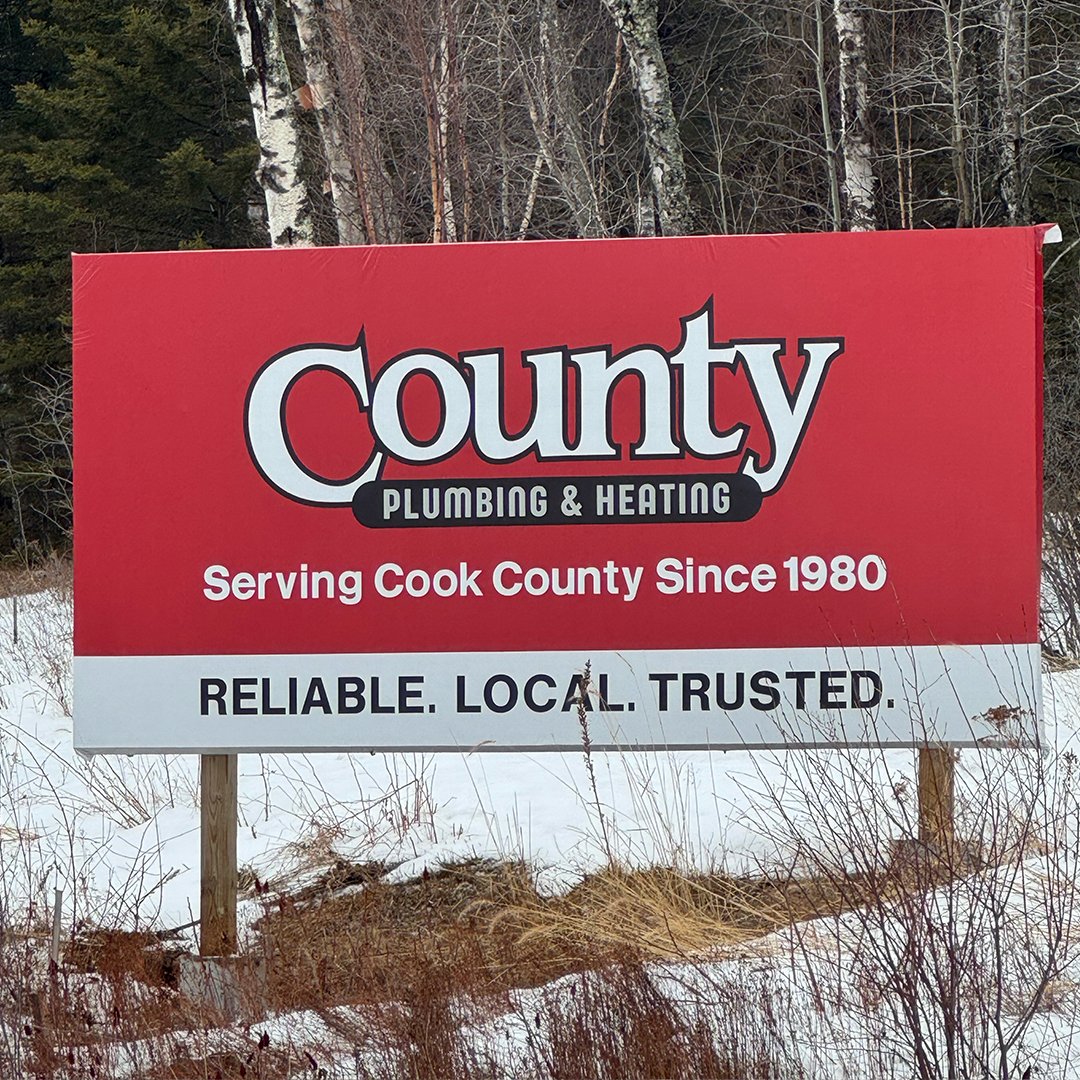 County
PLUMBING & HEATING
Serving Cook County Since 1980
RELIABLE. LOCAL. TRUSTED.